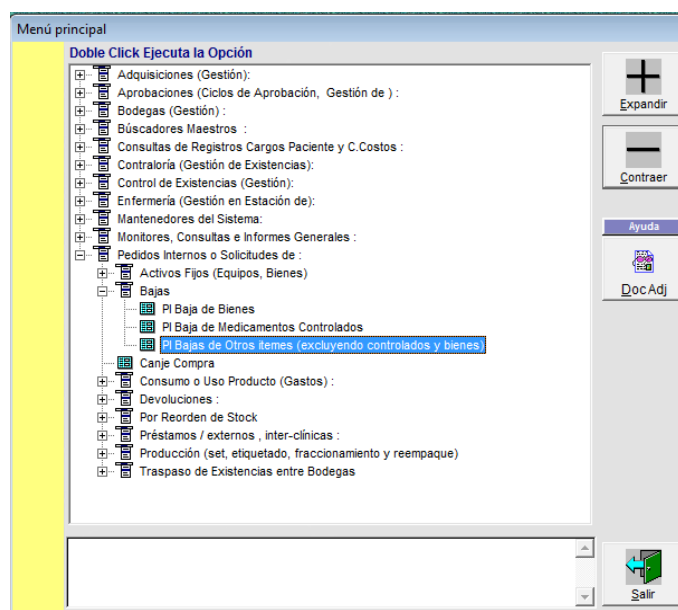 Menú principal
Doble Click Ejecuta la Opción
Adquisiciones (Gestión):
Aprobaciones (Ciclos de Aprobación, Gestión de ) :
Bodegas (Gestión) :
Búscadores Maestros :
Consultas de Registros Cargos Paciente y C.Costos :
Contraloría (Gestión de Existencias):
Control de Existencias (Gestión):
Enfermería (Gestión en Estación de):
Mantenedores del Sistema:
Monitores, Consultas e Informes Generales :
Pedidos Internos o Solicitudes de :
Activos Fijos (Equipos, Bienes)
Bajas
PI Baja de Bienes
PI Baja de Medicamentos Controlados
PI Bajas de Otros itemes (excluyendo controlados y bienes)
Canje Compra
Consumo o Uso Producto (Gastos) :
Devoluciones :
Por Reorden de Stock
Préstamos / externos , inter-clínicas :
Producción (set, etiquetado, fraccionamiento y reempaque)
Traspaso de Existencias entre Bodegas
Expandir
Contraer
Ayuda
DocAdj
Salir